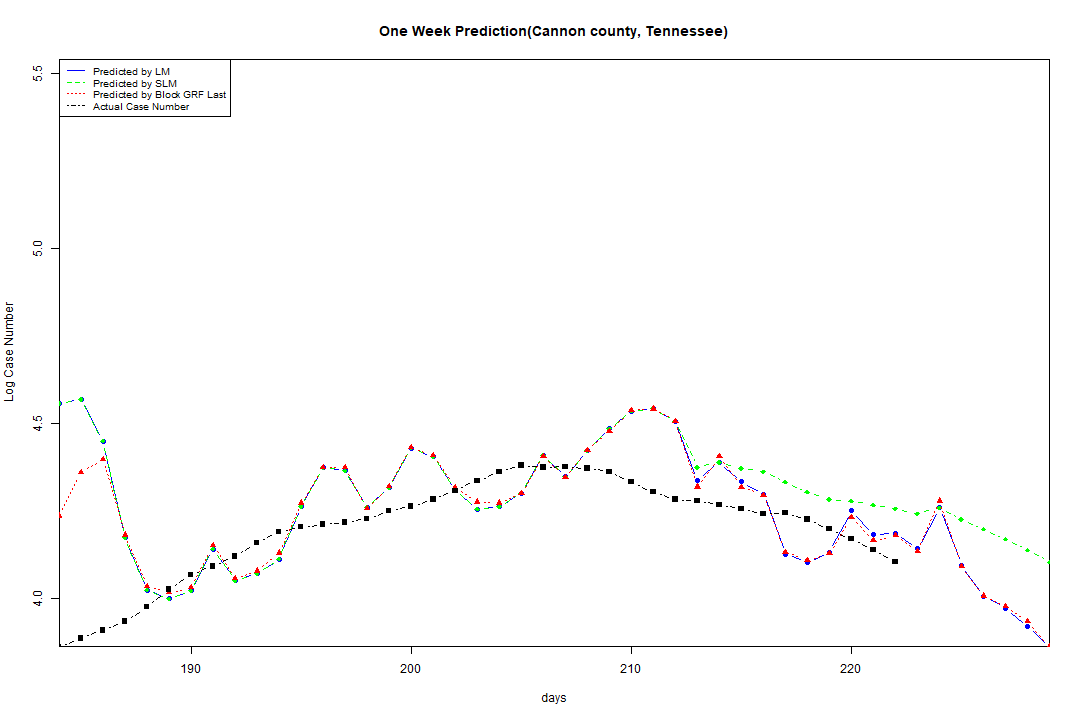 One Week Prediction(Cannon county, Tennessee)
Predicted by LM
Predicted by SLM
Predicted by Block GRF Last
Actual Case Number
5.5
5.0
4.5
4.0
Log Case Number
190
200
210
220
days